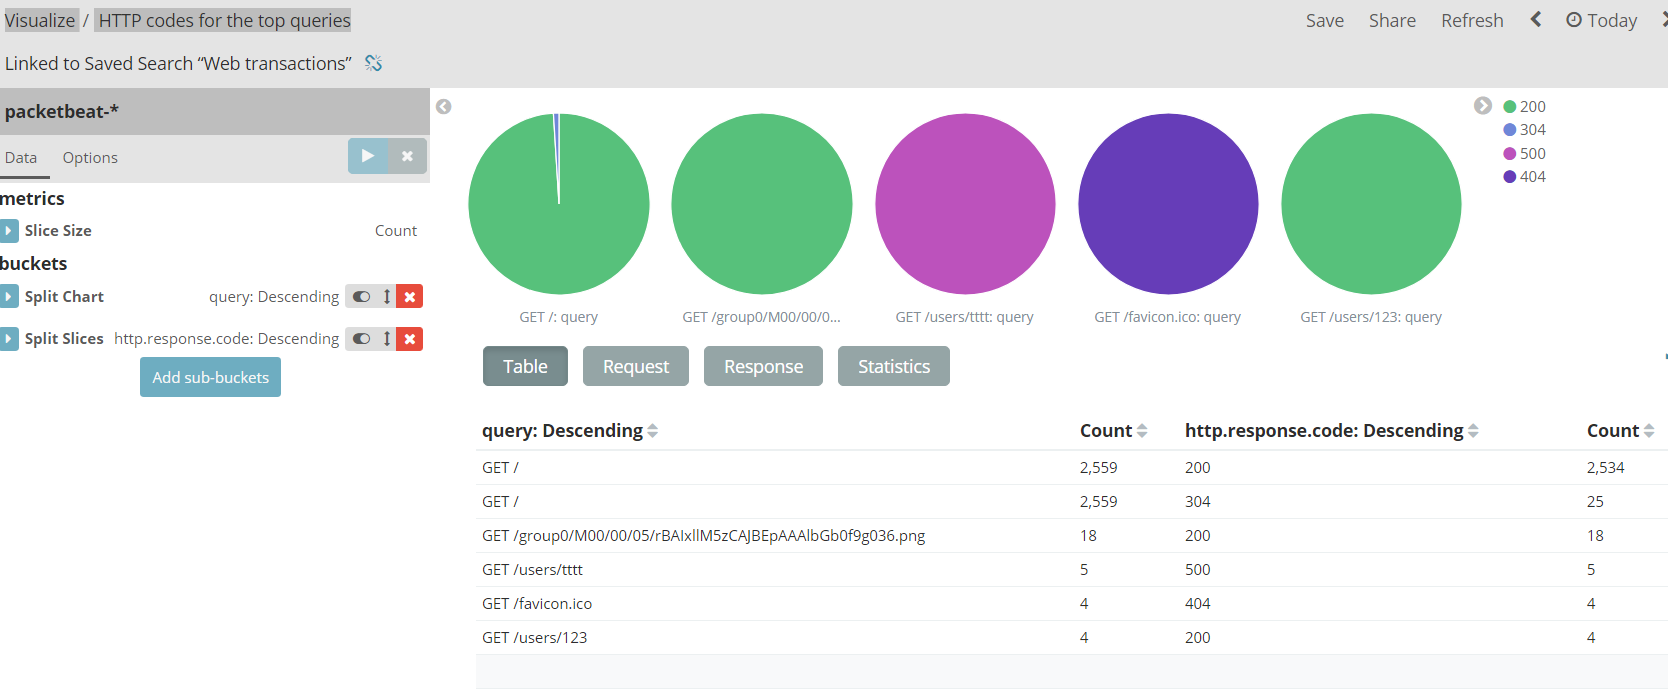 Visualize / HTTP codes for the top queries
Save Share Refresh Today
Linked to Saved Search “Web transactions”
packetbeat-*
Data Options
metrics
Slice Size Count
buckets
Split Chart query: Descending
Split Slices http.response.code: Descending
Add sub-buckets
200
304
500
404
GET /: query
GET /group0/M00/00/0...
GET /users/tttt: query
GET /favicon.ico: query
GET /users/123: query
Table Request Response Statistics
query: Descending Count http.response.code: Descending Count
GET / 2,559 200 2,534
GET / 2,559 304 25
GET /group0/M00/00/05/rBAIxllM5zCAJBEpAAAlbGb0f9g036.png 18 200 18
GET /users/tttt 5 500 5
GET /favicon.ico 4 404 4
GET /users/123 4 200 4